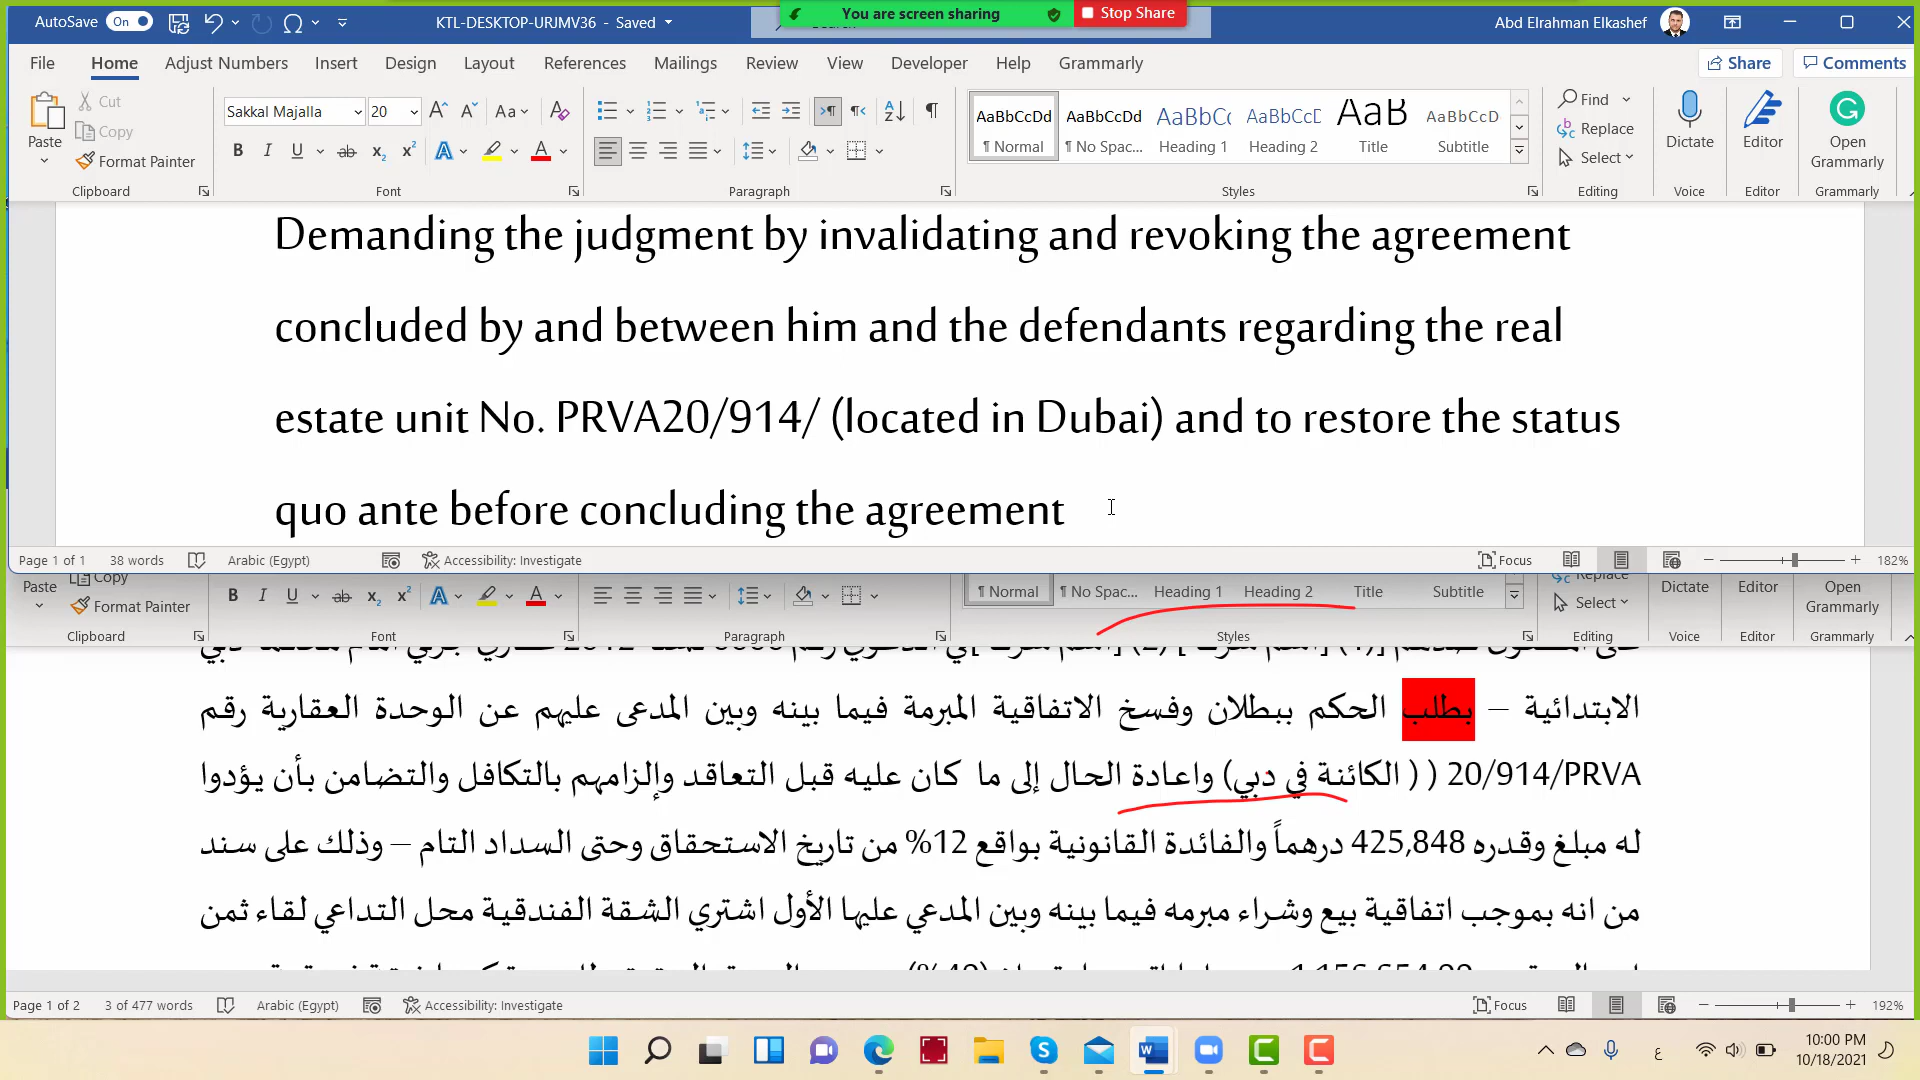 AutoSave On KTL-DESKTOP-URJMV36 - Saved You are screen sharing Stop Share Abd Elrahman Elkashef
File Home Adjust Numbers Insert Design Layout References Mailings Review View Developer Help Grammarly Share Comments
Paste Cut Copy Format Painter Clipboard
Sakkal Majalla 20 Aa
B I U ab x₂ x² A A
Font Paragraph
AaBbCcDd AaBbCcDd AaBbCc AaBbCcD AaB AaBbCcD
¶ Normal ¶ No Spac... Heading 1 Heading 2 Title Subtitle
Styles
Find Replace Select Editing
Dictate Voice
Editor Editor
Open Grammarly Grammarly
Demanding the judgment by invalidating and revoking the agreement
concluded by and between him and the defendants regarding the real
estate unit No. PRVA20/914/ (located in Dubai) and to restore the status
quo ante before concluding the agreement
Page 1 of 1 38 words Arabic (Egypt) Accessibility: Investigate Focus 182%
Paste Copy B I U ab x₂ x² A A ¶ Normal ¶ No Spac... Heading 1 Heading 2 Title Subtitle Replace Dictate Editor Open
Format Painter Select Grammarly
Clipboard Font Paragraph Styles Editing Voice Editor Grammarly
الابتدائية – بطلب الحكم ببطلان وفسخ الاتفاقية المبرمة فيما بينه وبين المدعى عليهم عن الوحدة العقارية رقم
20/914/PRVA ( ( الكائنة في دبي) واعادة الحال إلى ما كان عليه قبل التعاقد وإلزامهم بالتكافل والتضامن بأن يؤدوا
له مبلغ وقدره 425,848 درهماً والفائدة القانونية بواقع 12% من تاريخ الاستحقاق وحتى السداد التام – وذلك على سند
من انه بموجب اتفاقية بيع وشراء مبرمه فيما بينه وبين المدعي عليها الأول اشتري الشقة الفندقية محل التداعي لقاء ثمن
Page 1 of 2 3 of 477 words Arabic (Egypt) Accessibility: Investigate Focus 192%
ع 10:00 PM
10/18/2021